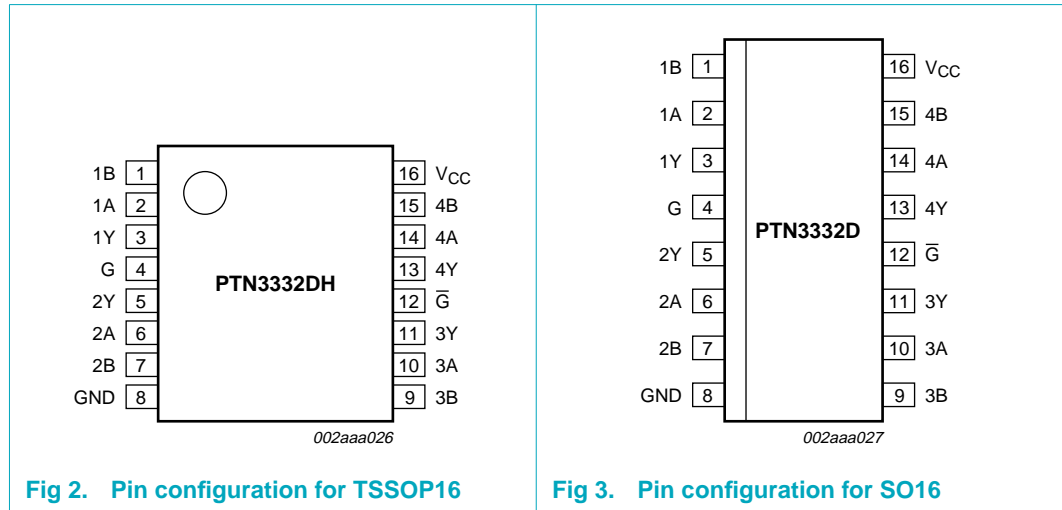 1B 1 16 VCC
1A 2 15 4B
1Y 3 14 4A
G 4 13 4Y
2Y 5 12 G̅
2A 6 11 3Y
2B 7 10 3A
GND 8 9 3B
PTN3332DH
002aaa026
Fig 2. Pin configuration for TSSOP16
1B 1 16 VCC
1A 2 15 4B
1Y 3 14 4A
G 4 13 4Y
PTN3332D
2Y 5 12 G̅
2A 6 11 3Y
2B 7 10 3A
GND 8 9 3B
002aaa027
Fig 3. Pin configuration for SO16